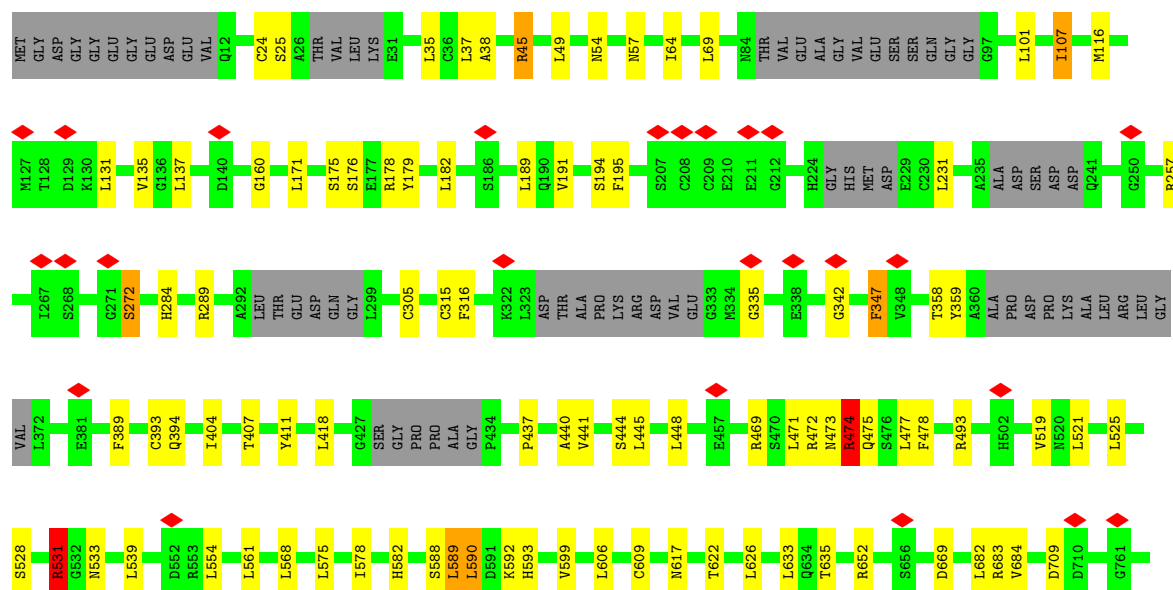 MET GLY ASP GLY GLY GLU GLY GLU ASP GLU VAL Q12 C24 S25 A26 THR VAL LEU LYS E31 L35 C36 L37 A38 R45 L49 N54 N57 I64 L69 N84 THR VAL GLU ALA GLY VAL GLU SER SER GLN GLY GLY G97 L101 I107 M116
M127 T128 D129 K130 L131 V135 G136 L137 D140 G160 L171 S175 S176 E177 R178 Y179 L182 S186 L189 Q190 V191 S194 F195 S207 C208 C209 E210 E211 G212 H224 GLY HIS MET ASP E229 C230 L231 A235 ALA ASP SER ASP ASP Q241 G250 R257
I267 S268 G271 S272 H284 R289 A292 LEU THR GLU ASP GLN GLY L299 C305 C315 F316 K322 L323 ASP THR ALA PRO LYS ARG ASP VAL GLU G333 M334 G335 E338 G342 F347 V348 T358 Y359 A360 ALA PRO ASP PRO LYS ALA LEU ARG LEU GLY
VAL L372 E381 F389 C393 Q394 I404 T407 Y411 L418 G427 SER GLY PRO PRO ALA GLY P434 P437 A440 V441 S444 L445 L448 E457 R469 S470 L471 R472 N473 R474 Q475 S476 L477 F478 R493 H502 V519 N520 L521 L525
S528 R531 G532 N533 L539 D552 R553 L554 L561 L568 L575 I578 H582 S588 L589 L590 D591 K592 H593 V599 L606 C609 N617 T622 L626 L633 Q634 T635 R652 S656 D669 L682 R683 V684 D709 D710 G761